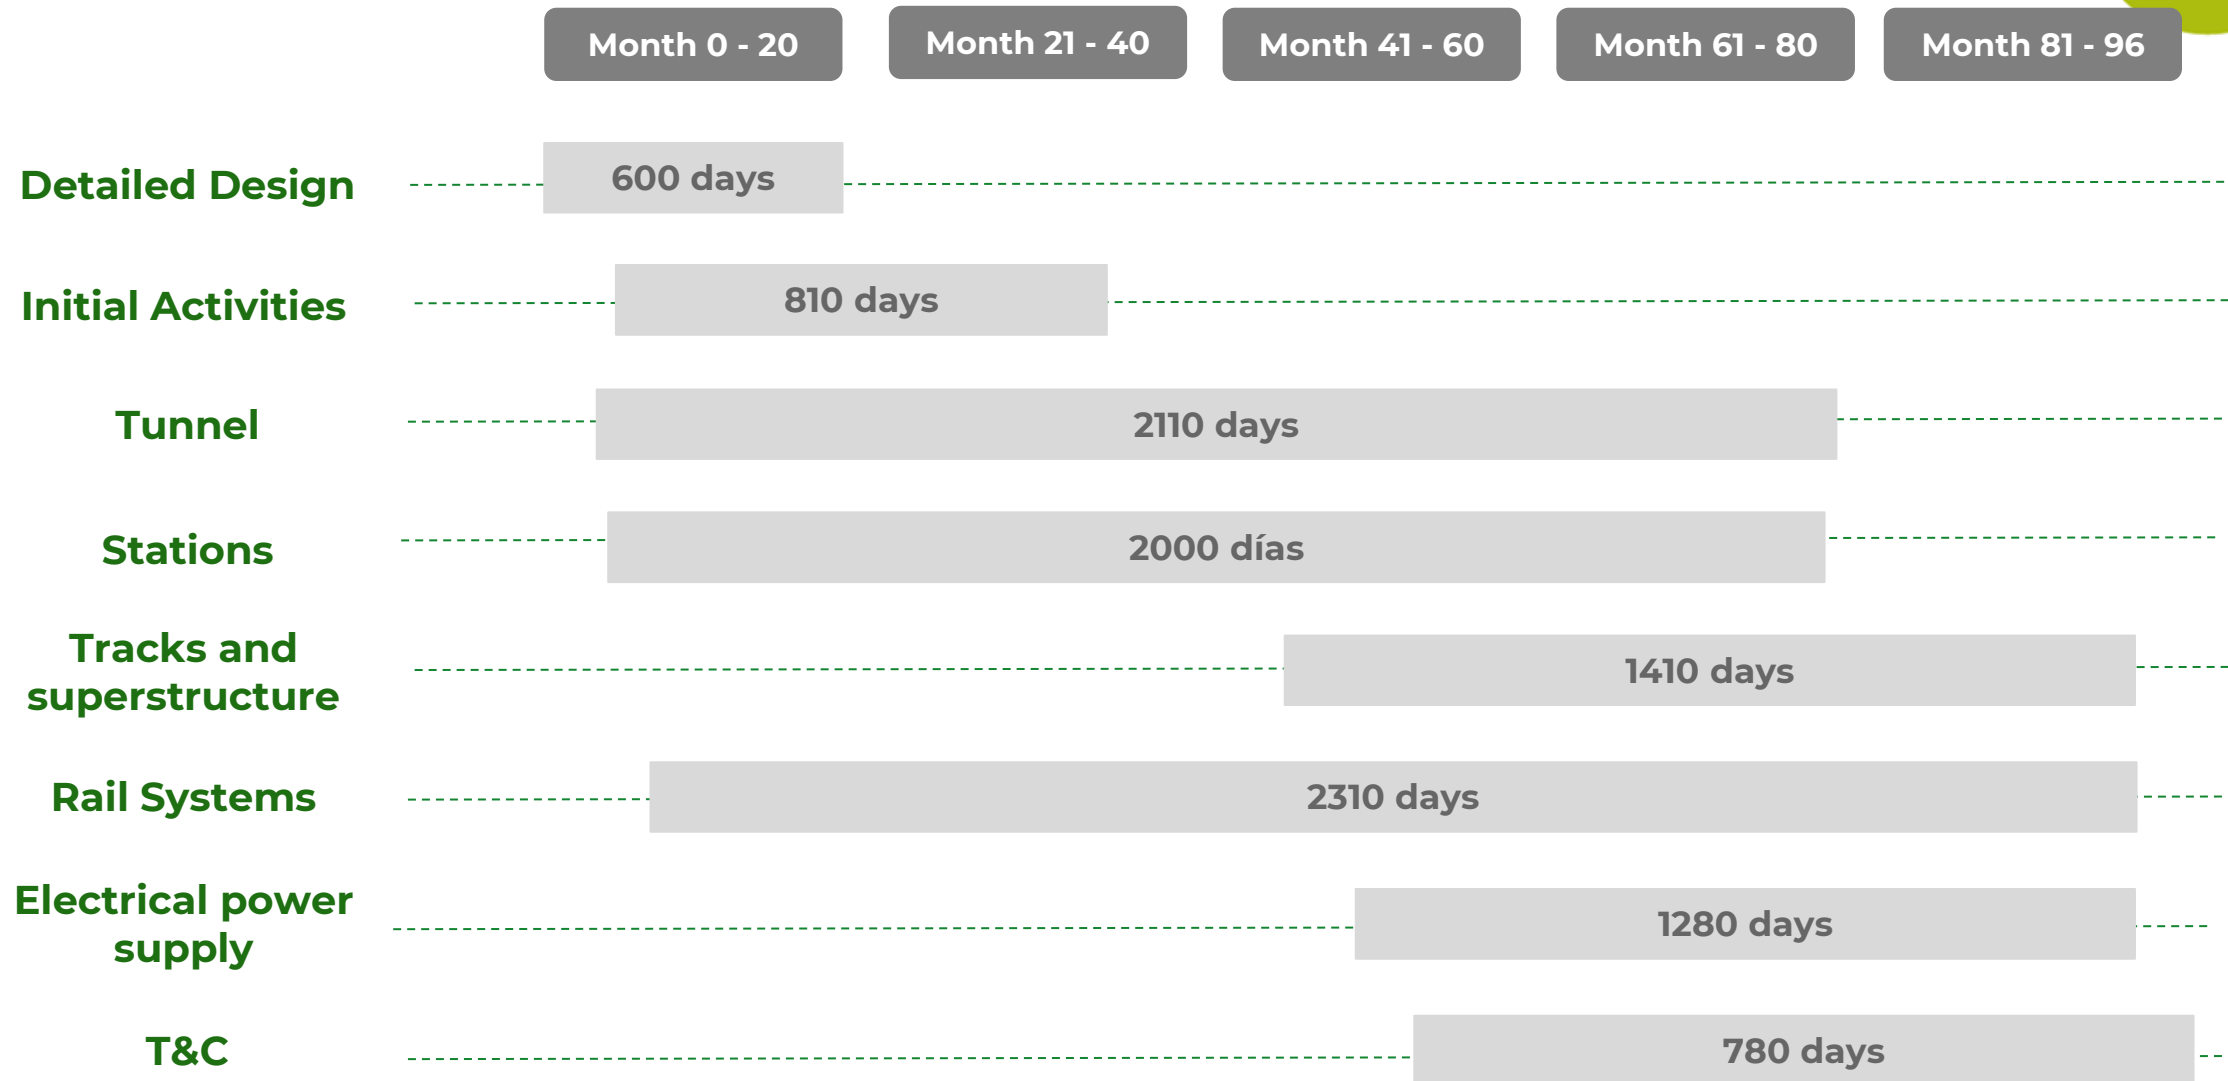 Month 0 - 20
Month 21 - 40
Month 41 - 60
Month 61 - 80
Month 81 - 96
Detailed Design
600 days
Initial Activities
810 days
Tunnel
2110 days
Stations
2000 días
Tracks and
superstructure
1410 days
Rail Systems
2310 days
Electrical power
supply
1280 days
T&C
780 days